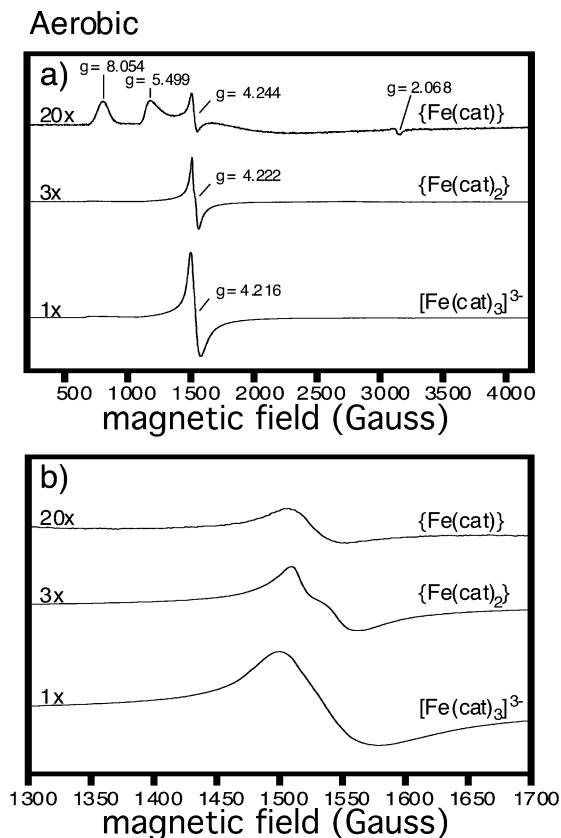 Aerobic
a)
g= 8.054
g= 5.499
g= 4.244
g= 2.068
20x
{Fe(cat)}
g= 4.222
3x
{Fe(cat)2}
g= 4.216
1x
[Fe(cat)3]3-
500 1000 1500 2000 2500 3000 3500 4000
magnetic field (Gauss)
b)
20x
{Fe(cat)}
3x
{Fe(cat)2}
1x
[Fe(cat)3]3-
1300 1350 1400 1450 1500 1550 1600 1650 1700
magnetic field (Gauss)